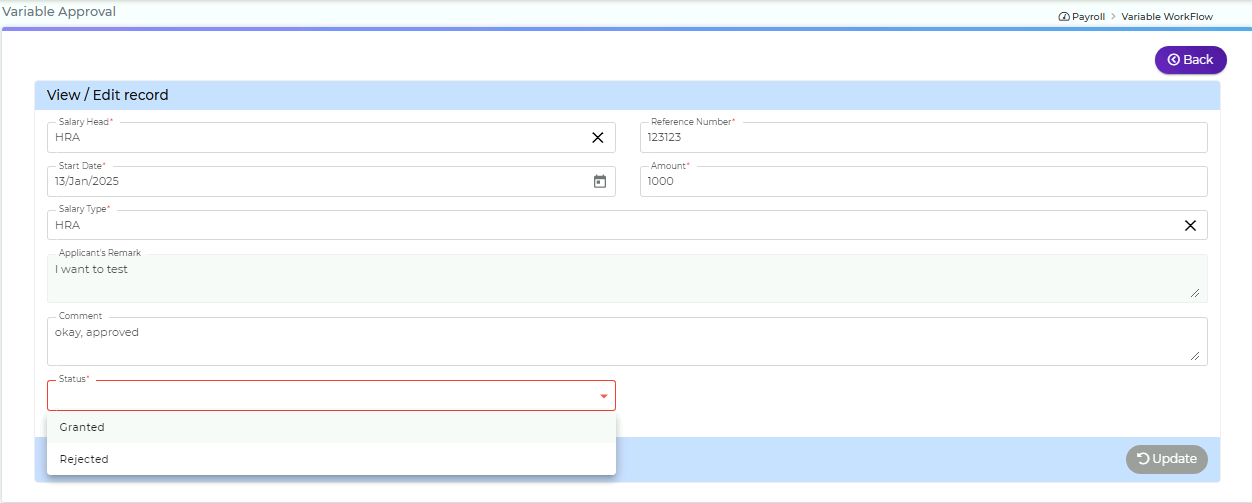 Variable Approval
Payroll > Variable WorkFlow
Back
View / Edit record
Salary Head*
HRA
Reference Number*
123123
Start Date*
13/Jan/2025
Amount*
1000
Salary Type*
HRA
Applicant's Remark
I want to test
Comment
okay, approved
Status*
Granted
Rejected
Update